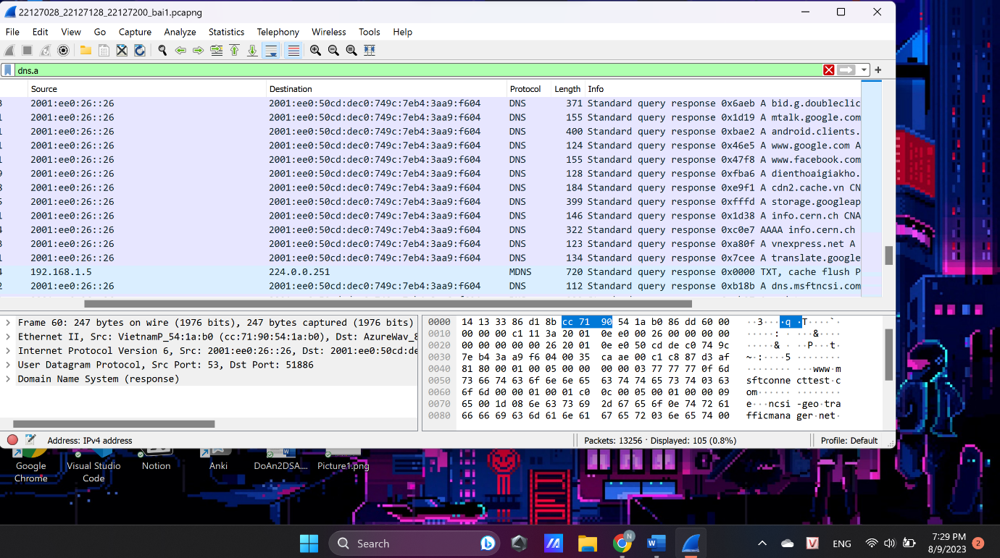 22127028_22127128_22127200_bai1.pcapng
File Edit View Go Capture Analyze Statistics Telephony Wireless Tools Help
dns.a
Source Destination Protocol Length Info
2001:ee0:26::26 2001:ee0:50cd:dec0:749c:7eb4:3aa9:f604 DNS 371 Standard query response 0x6aeb A bid.g.doubleclic
2001:ee0:26::26 2001:ee0:50cd:dec0:749c:7eb4:3aa9:f604 DNS 155 Standard query response 0x1d19 A mtalk.google.com
2001:ee0:26::26 2001:ee0:50cd:dec0:749c:7eb4:3aa9:f604 DNS 400 Standard query response 0xbae2 A android.clients.
2001:ee0:26::26 2001:ee0:50cd:dec0:749c:7eb4:3aa9:f604 DNS 124 Standard query response 0x46e5 A www.google.com A
2001:ee0:26::26 2001:ee0:50cd:dec0:749c:7eb4:3aa9:f604 DNS 155 Standard query response 0x47f8 A www.facebook.com
2001:ee0:26::26 2001:ee0:50cd:dec0:749c:7eb4:3aa9:f604 DNS 128 Standard query response 0xfba6 A dienthoaigiakho.
2001:ee0:26::26 2001:ee0:50cd:dec0:749c:7eb4:3aa9:f604 DNS 184 Standard query response 0xe9f1 A cdn2.cache.vn CN
2001:ee0:26::26 2001:ee0:50cd:dec0:749c:7eb4:3aa9:f604 DNS 399 Standard query response 0xfffd A storage.googleap
2001:ee0:26::26 2001:ee0:50cd:dec0:749c:7eb4:3aa9:f604 DNS 146 Standard query response 0x1d38 A info.cern.ch CNA
2001:ee0:26::26 2001:ee0:50cd:dec0:749c:7eb4:3aa9:f604 DNS 322 Standard query response 0xc0e7 AAAA info.cern.ch
2001:ee0:26::26 2001:ee0:50cd:dec0:749c:7eb4:3aa9:f604 DNS 123 Standard query response 0xa80f A vnexpress.net A
2001:ee0:26::26 2001:ee0:50cd:dec0:749c:7eb4:3aa9:f604 DNS 134 Standard query response 0x7cee A translate.google
192.168.1.5 224.0.0.251 MDNS 720 Standard query response 0x0000 TXT, cache flush P
2001:ee0:26::26 2001:ee0:50cd:dec0:749c:7eb4:3aa9:f604 DNS 112 Standard query response 0xb18b A dns.msftncsi.com
Frame 60: 247 bytes on wire (1976 bits), 247 bytes captured (1976 bits)
Ethernet II, Src: VietnamP_54:1a:b0 (cc:71:90:54:1a:b0), Dst: AzureWav_8
Internet Protocol Version 6, Src: 2001:ee0:26::26, Dst: 2001:ee0:50cd:de
User Datagram Protocol, Src Port: 53, Dst Port: 51886
Domain Name System (response)
0000 14 13 33 86 d1 8b cc 71 90 54 1a b0 86 dd 60 00 ··3····q ·T····`·
0010 00 00 00 c1 11 3a 20 01 0e e0 00 26 00 00 00 00 ·····: · ···&····
0020 00 00 00 00 00 26 20 01 0e e0 50 cd de c0 74 9c ·····& · ··P···t·
0030 7e b4 3a a9 f6 04 00 35 ca ae 00 c1 c8 87 d3 af ~·:····5 ········
0040 81 80 00 01 00 05 00 00 00 00 03 77 77 77 0f 6d ········ ···www·m
0050 73 66 74 63 6f 6e 6e 65 63 74 74 65 73 74 03 63 sftconne cttest·c
0060 6f 6d 00 00 01 00 01 c0 0c 00 05 00 01 00 00 09 om······ ········
0070 65 00 1d 08 6e 63 73 69 2d 67 65 6f 0e 74 72 61 e···ncsi -geo·tra
0080 66 66 69 63 6d 61 6e 61 67 65 72 03 6e 65 74 00 fficmana ger·net·
Address: IPv4 address Packets: 13256 · Displayed: 105 (0.8%) Profile: Default
Google Chrome
Visual Studio Code
Notion
Anki
DoAn2DSA....
Picture1.png
Search
N
ENG
7:29 PM
8/9/2023
2